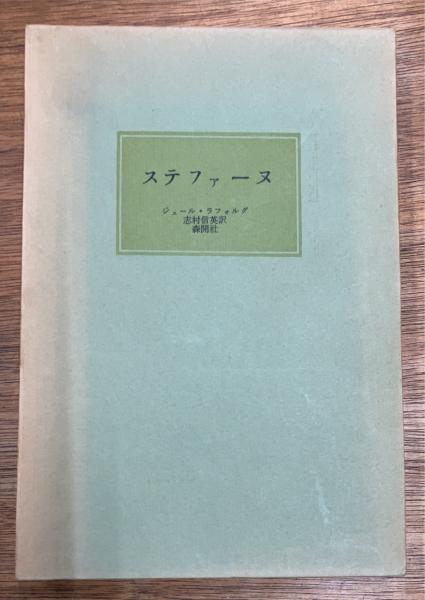 ステファーヌ
ジュール・ラフォルグ
志村信英訳
森開社